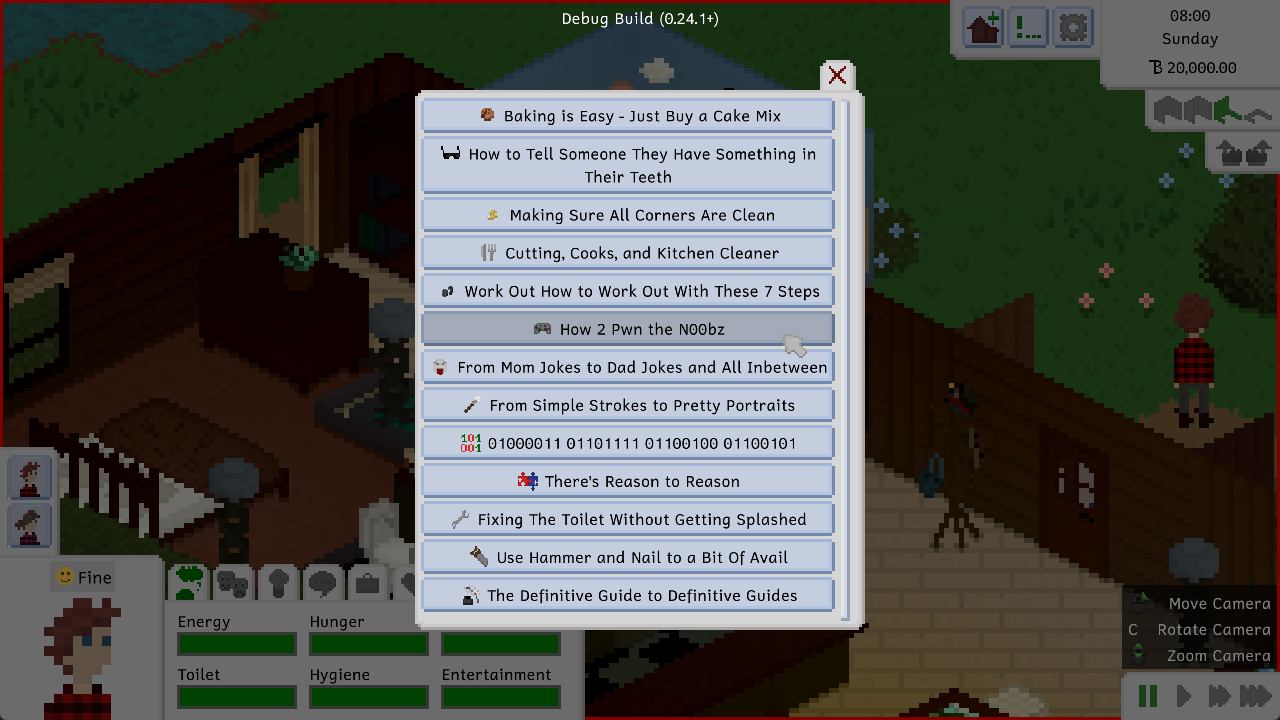 Debug Build (0.24.1+)
08:00
Sunday
20,000.00
Baking is Easy - Just Buy a Cake Mix
How to Tell Someone They Have Something in
Their Teeth
Making Sure All Corners Are Clean
Cutting, Cooks, and Kitchen Cleaner
Work Out How to Work Out With These 7 Steps
How 2 Pwn the N00bz
From Mom Jokes to Dad Jokes and All Inbetween
From Simple Strokes to Pretty Portraits
101
001
01000011 01101111 01100100 01100101
There's Reason to Reason
Fixing The Toilet Without Getting Splashed
Use Hammer and Nail to a Bit Of Avail
The Definitive Guide to Definitive Guides
Fine
Energy
Hunger
Toilet
Hygiene
Entertainment
Move Camera
C Rotate Camera
Zoom Camera